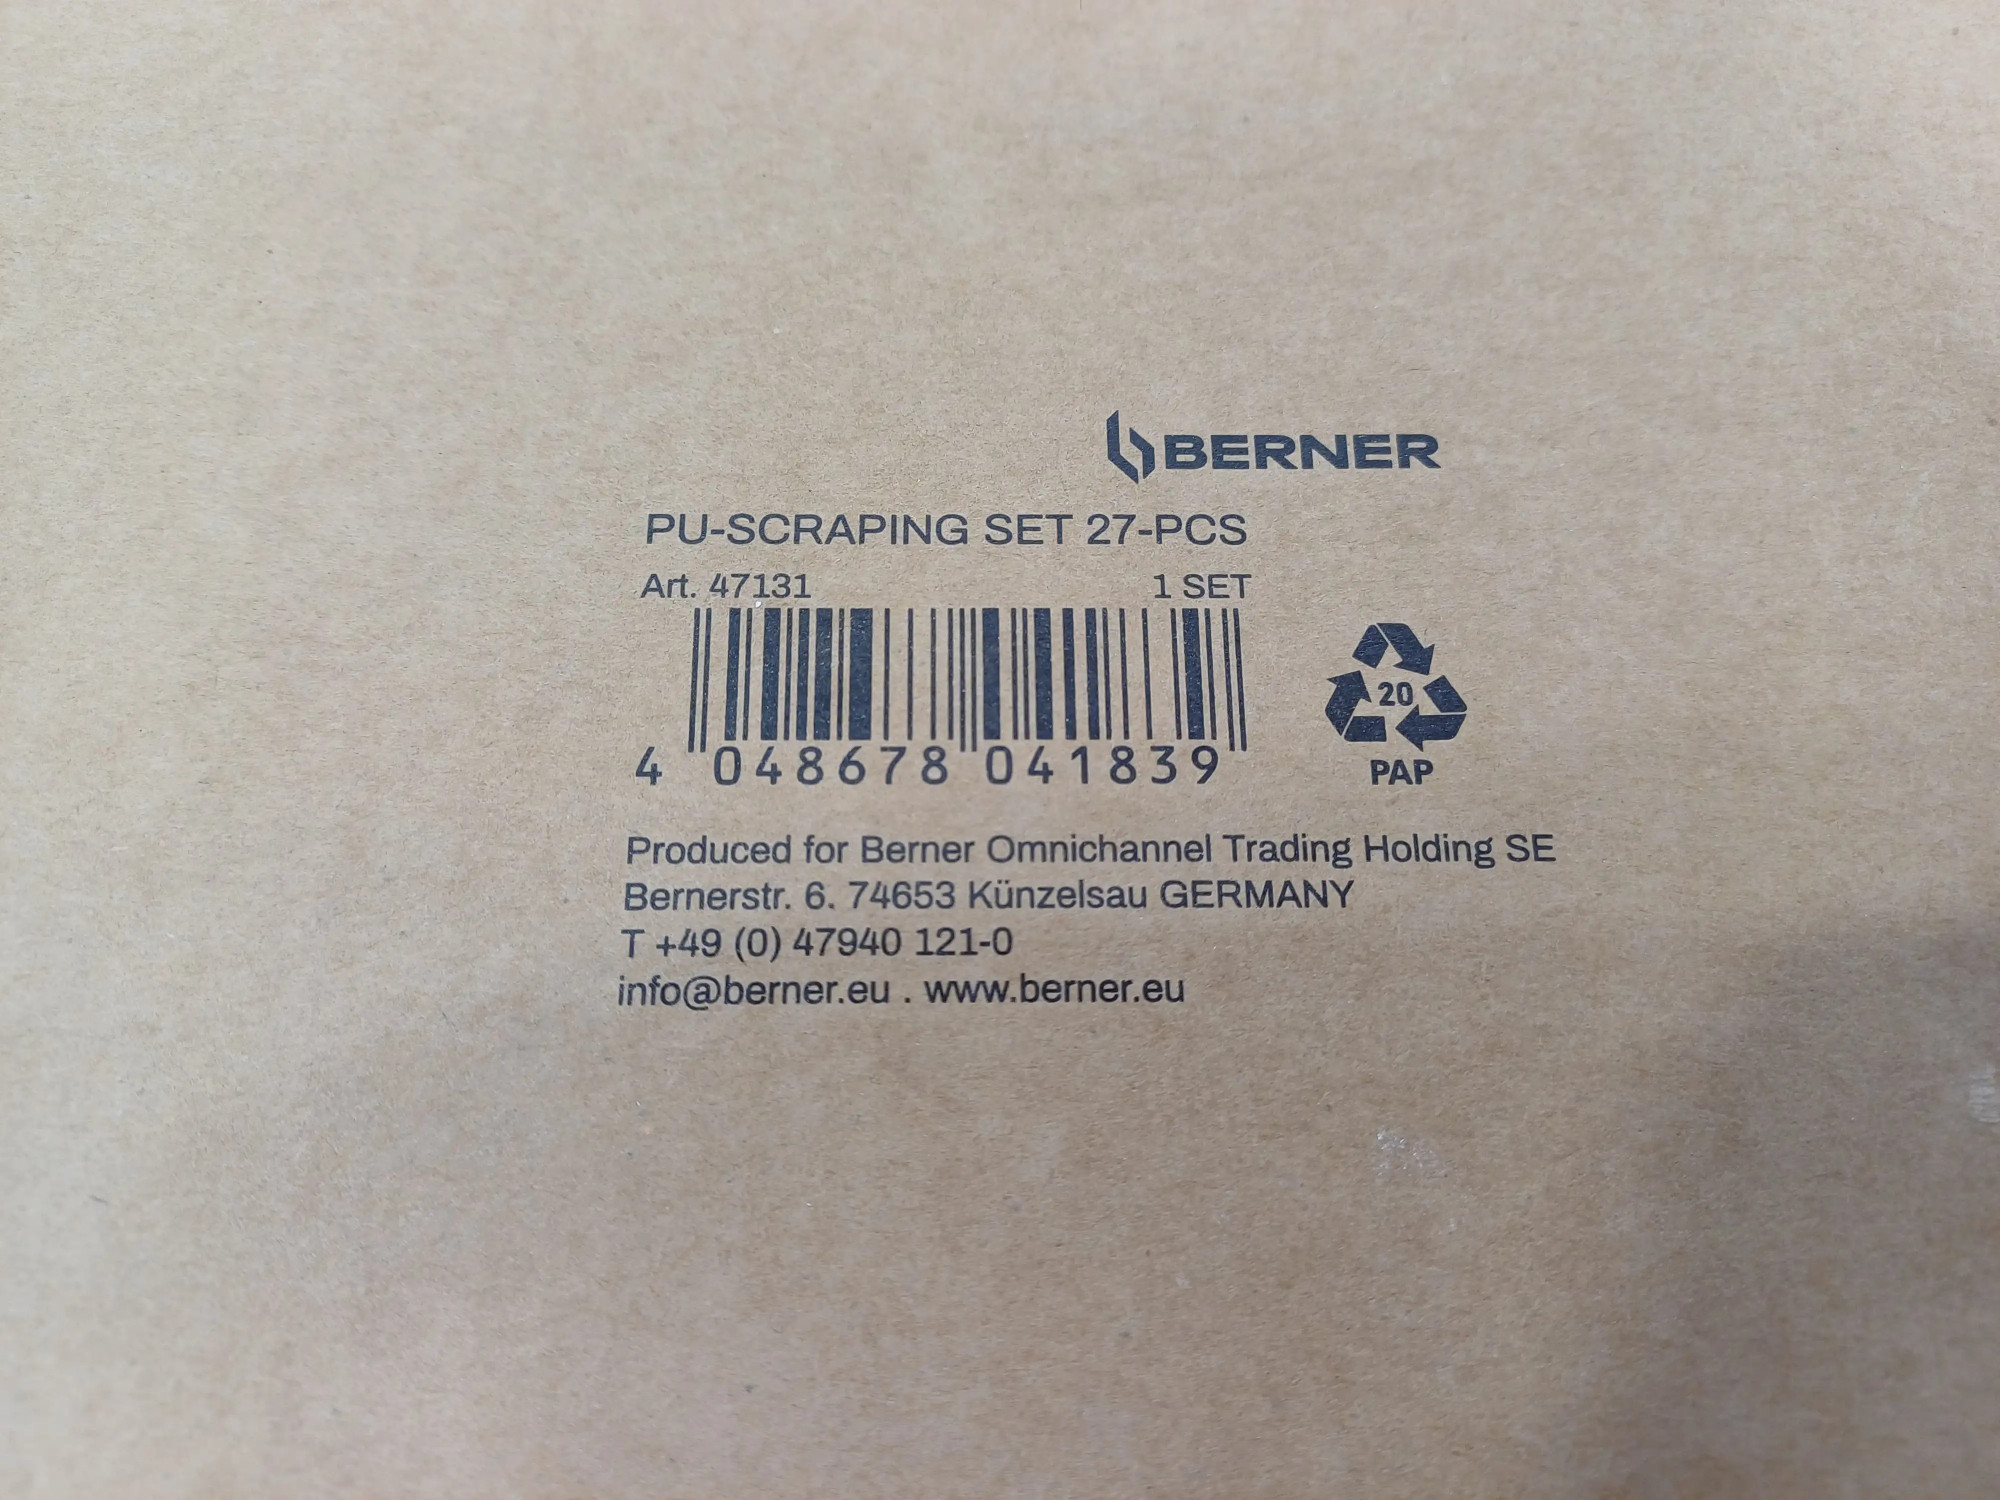 BERNER
PU-SCRAPING SET 27-PCS
Art. 47131 1 SET
4 048678 041839
20
PAP
Produced for Berner Omnichannel Trading Holding SE
Bernerstr. 6. 74653 Künzelsau GERMANY
T +49 (0) 47940 121-0
info@berner.eu . www.berner.eu